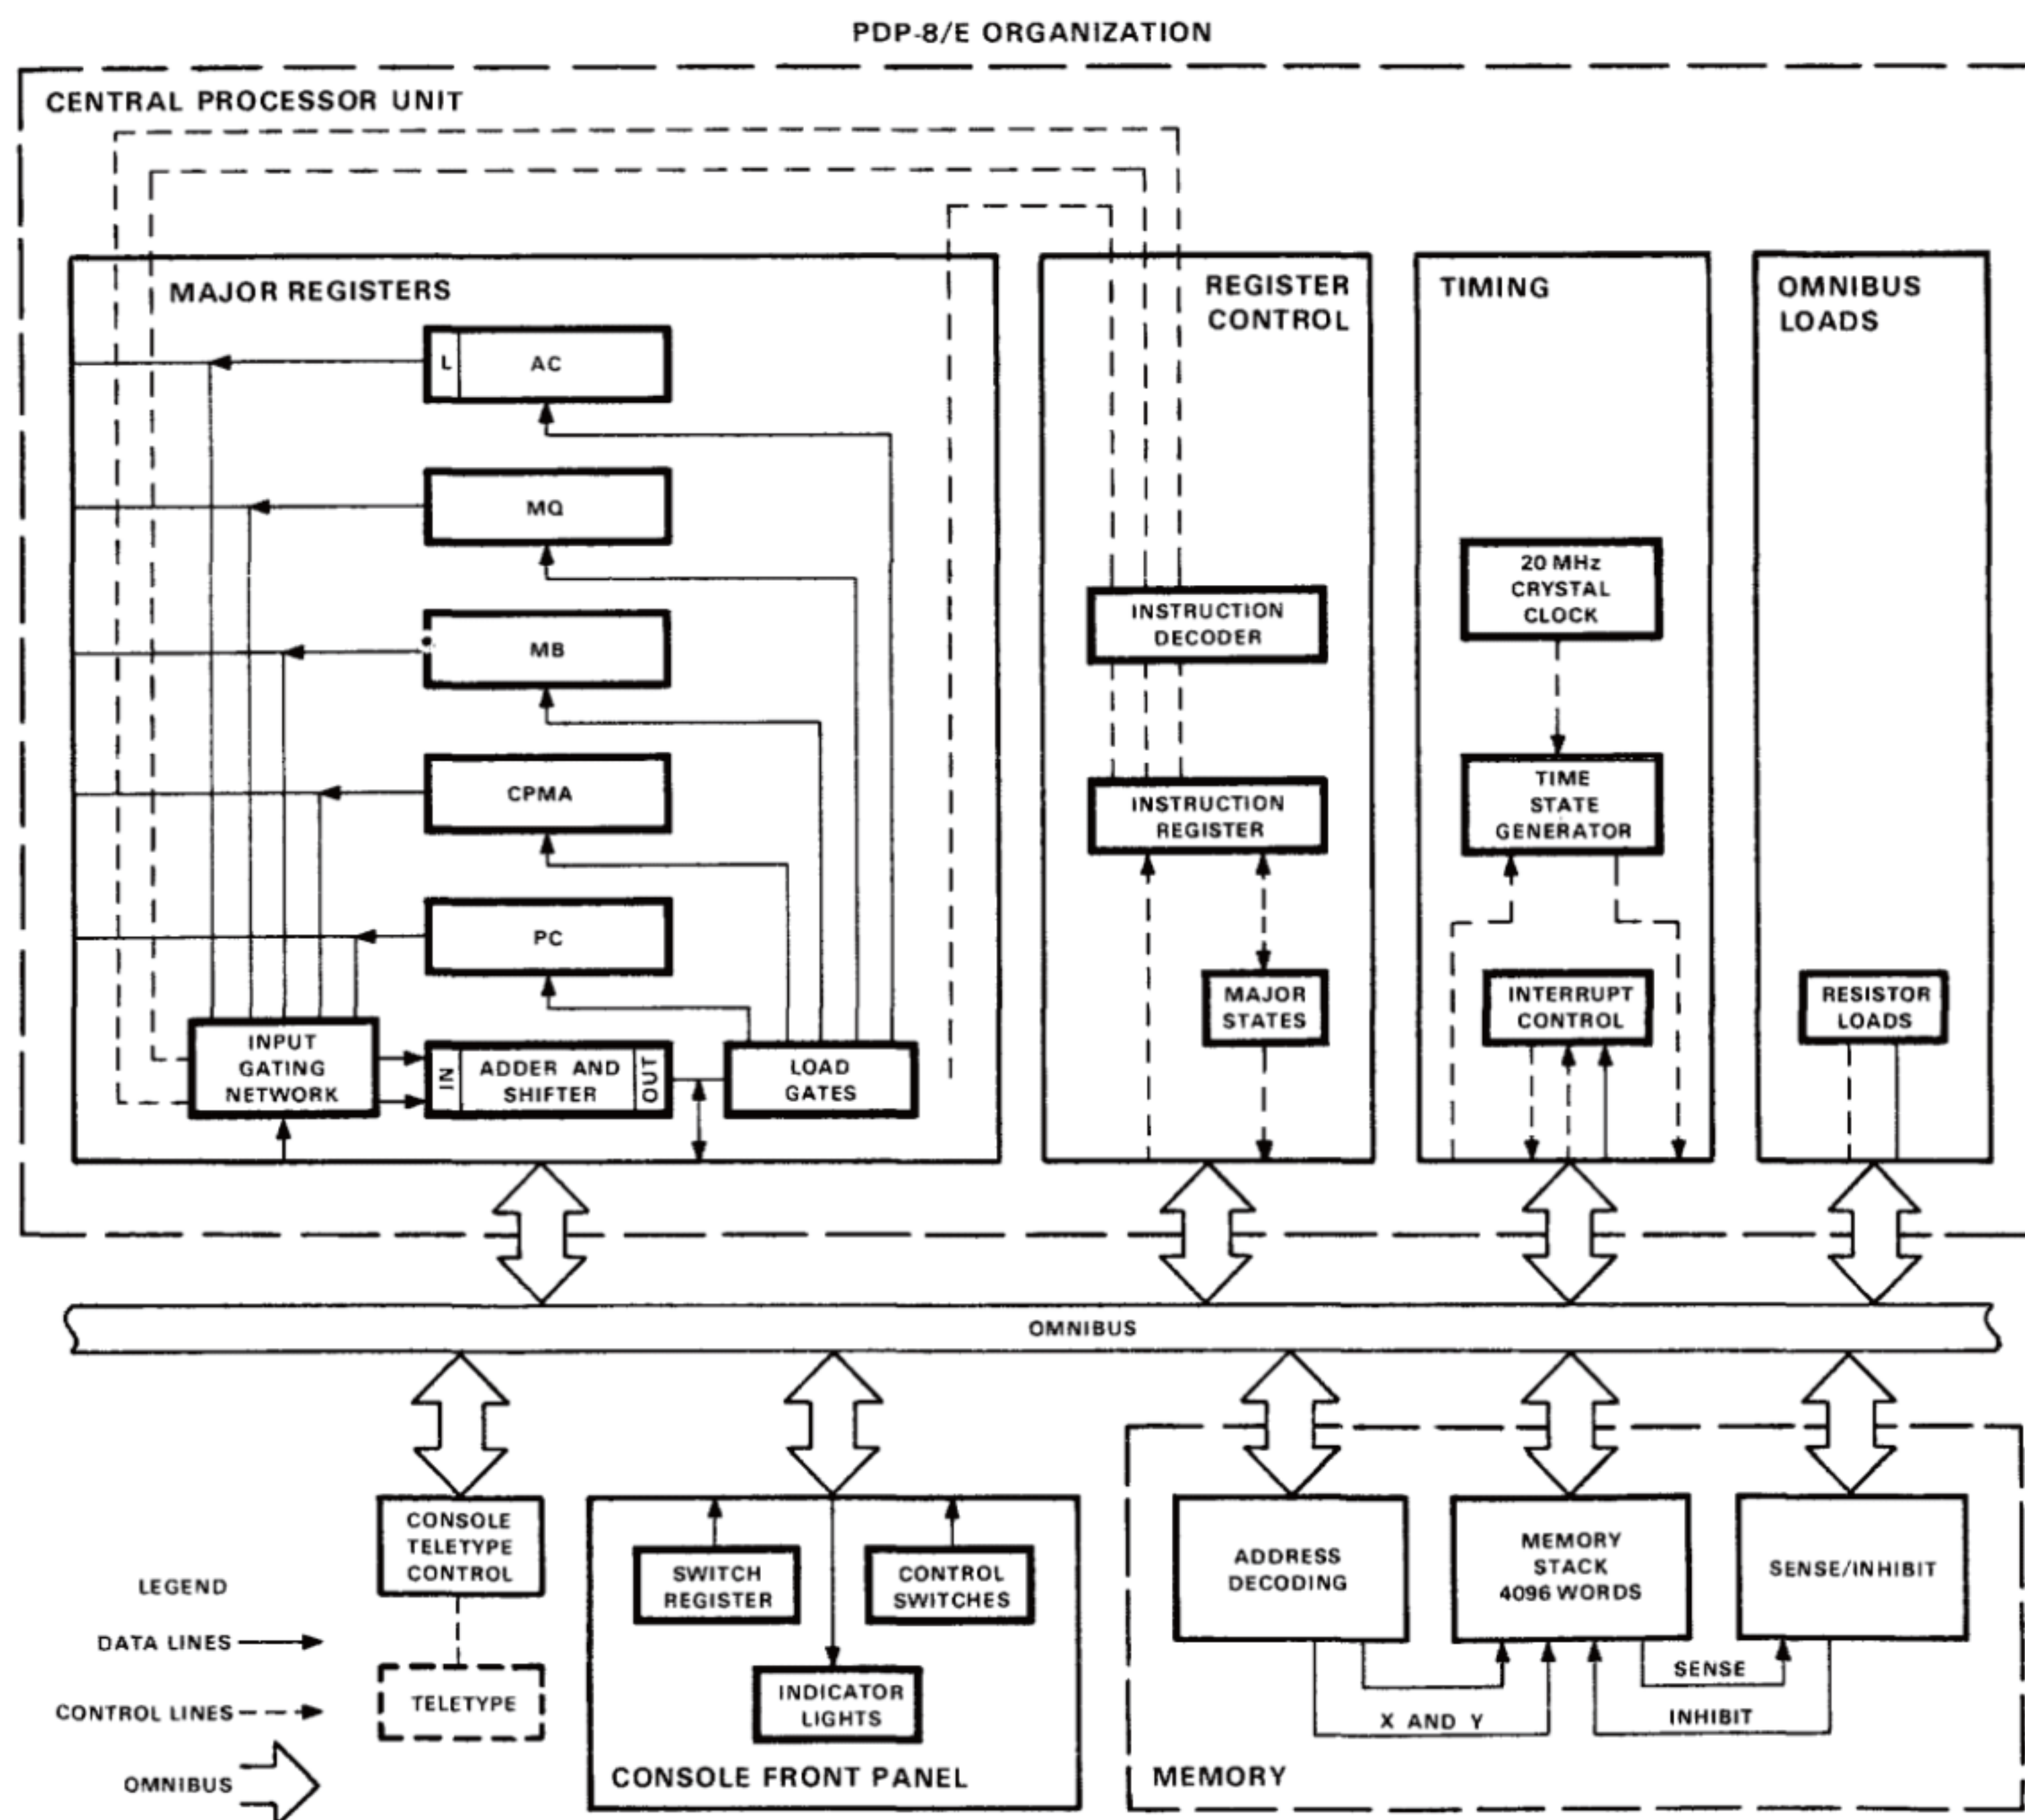 PDP-8/E ORGANIZATION
CENTRAL PROCESSOR UNIT
MAJOR REGISTERS
L
AC
MQ
MB
CPMA
PC
INPUT
GATING
NETWORK
IN
ADDER AND
SHIFTER
OUT
LOAD
GATES
REGISTER
CONTROL
INSTRUCTION
DECODER
INSTRUCTION
REGISTER
MAJOR
STATES
TIMING
20 MHz
CRYSTAL
CLOCK
TIME
STATE
GENERATOR
INTERRUPT
CONTROL
OMNIBUS
LOADS
RESISTOR
LOADS
OMNIBUS
CONSOLE
TELETYPE
CONTROL
TELETYPE
LEGEND
DATA LINES
CONTROL LINES
OMNIBUS
SWITCH
REGISTER
CONTROL
SWITCHES
INDICATOR
LIGHTS
CONSOLE FRONT PANEL
ADDRESS
DECODING
MEMORY
STACK
4096 WORDS
SENSE/INHIBIT
SENSE
X AND Y
INHIBIT
MEMORY